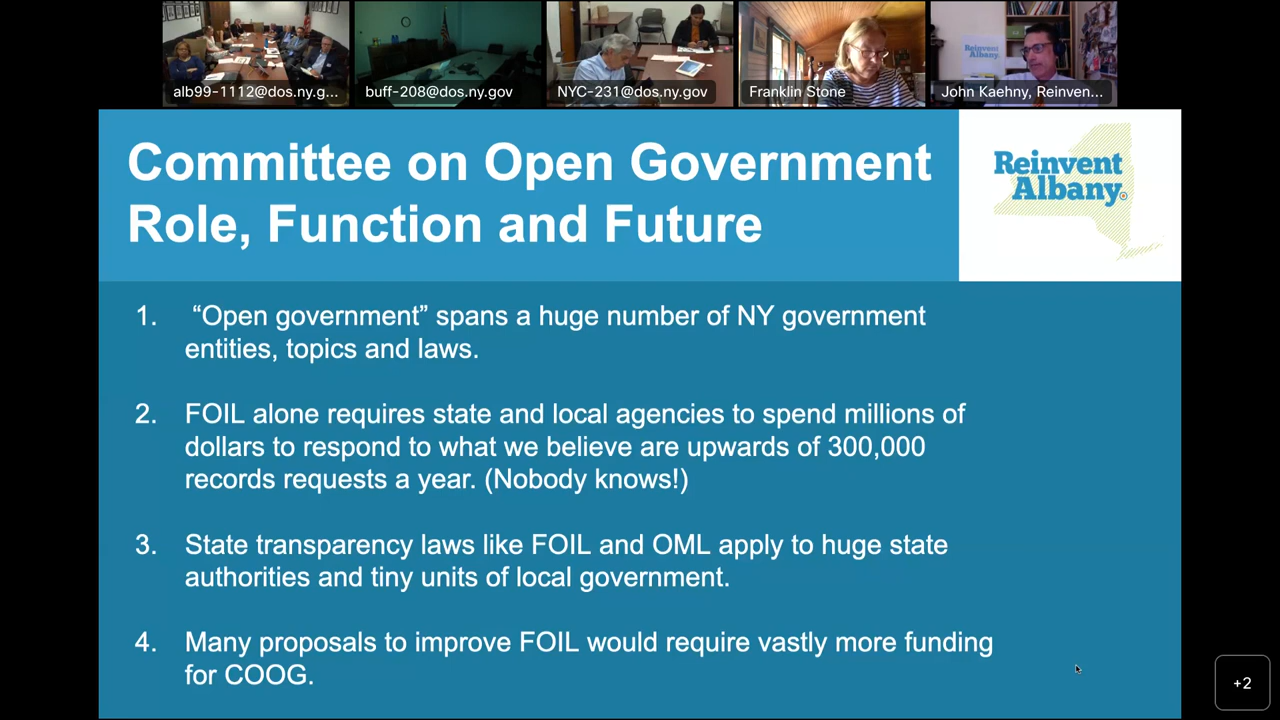 alb99-1112@dos.ny.g...
buff-208@dos.ny.gov
NYC-231@dos.ny.gov
Franklin Stone
John Kaehny, Reinven...
Committee on Open Government
Role, Function and Future
Reinvent
Albany
1. “Open government” spans a huge number of NY government
entities, topics and laws.
2. FOIL alone requires state and local agencies to spend millions of
dollars to respond to what we believe are upwards of 300,000
records requests a year. (Nobody knows!)
3. State transparency laws like FOIL and OML apply to huge state
authorities and tiny units of local government.
4. Many proposals to improve FOIL would require vastly more funding
for COOG.
+2